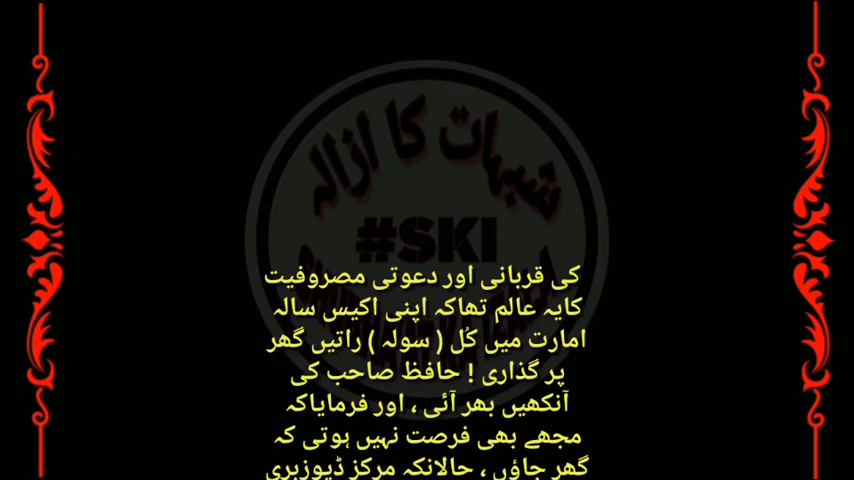 شبہات کا ازالہ
#SKI
کی قربانی اور دعوتی مصروفیت
کایہ عالم تھاکہ اپنی اکیس سالہ
امارت میں کُل ( سولہ ) راتیں گھر
پر گذاری ! حافظ صاحب کی
آنکھیں بھر آئی ، اور فرمایاکہ
مجھے بھی فرصت نہیں ہوتی کہ
گھر جاؤں ، حالانکہ مرکز ڈیوزبری